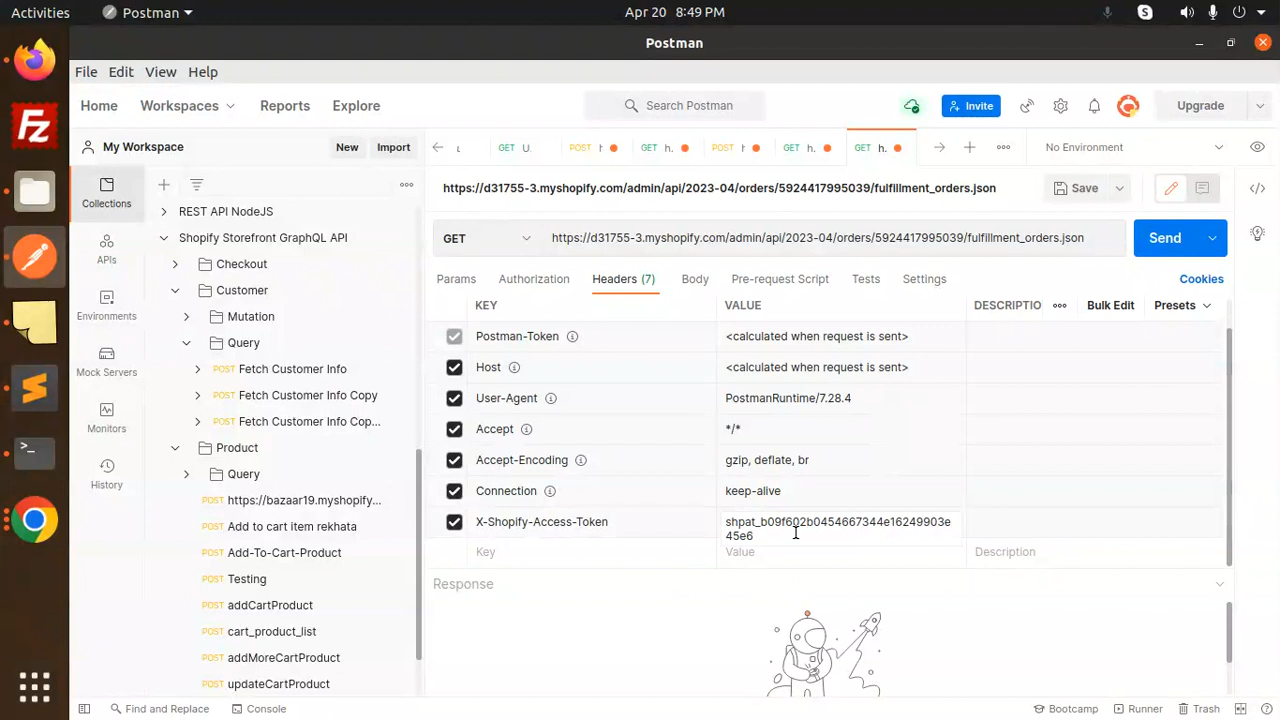 Activities
Postman
Apr 20 8:49 PM
Postman
File Edit View Help
Home Workspaces Reports Explore
Search Postman
Invite
Upgrade
My Workspace
New
Import
GET U.
POST h
GET h.
POST h
GET h.
GET h.
No Environment
Collections
APIs
Environments
Mock Servers
Monitors
History
REST API NodeJS
Shopify Storefront GraphQL API
Checkout
Customer
Mutation
Query
POST Fetch Customer Info
POST Fetch Customer Info Copy
POST Fetch Customer Info Cop...
Product
Query
POST https://bazaar19.myshopify...
POST Add to cart item rekhata
POST Add-To-Cart-Product
POST Testing
POST addCartProduct
POST cart_product_list
POST addMoreCartProduct
POST updateCartProduct
https://d31755-3.myshopify.com/admin/api/2023-04/orders/5924417995039/fulfillment_orders.json
Save
GET
https://d31755-3.myshopify.com/admin/api/2023-04/orders/5924417995039/fulfillment_orders.json
Send
Params Authorization Headers (7) Body Pre-request Script Tests Settings
Cookies
KEY VALUE DESCRIPTIO
Bulk Edit Presets
Postman-Token <calculated when request is sent>
Host <calculated when request is sent>
User-Agent PostmanRuntime/7.28.4
Accept */*
Accept-Encoding gzip, deflate, br
Connection keep-alive
X-Shopify-Access-Token shpat_b09f602b0454667344e16249903e
45e6
Key Value Description
Response
Find and Replace Console
Bootcamp Runner Trash